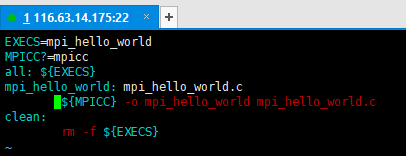 1 116.63.14.175:22 × +
EXECS=mpi_hello_world
MPICC?=mpicc
all: ${EXECS}
mpi_hello_world: mpi_hello_world.c
${MPICC} -o mpi_hello_world mpi_hello_world.c
clean:
rm -f ${EXECS}
~